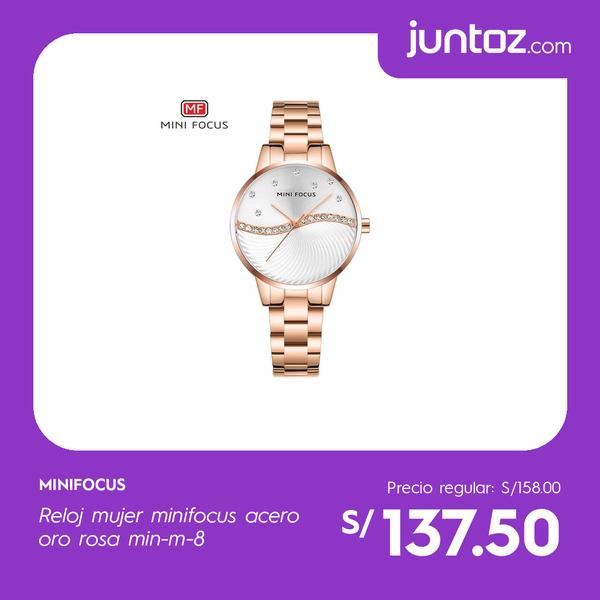 juntoz.com
MF
MINI FOCUS
MINI FOCUS
MINIFOCUS
Reloj mujer minifocus acero
oro rosa min-m-8
Precio regular: S/158.00
S/137.50